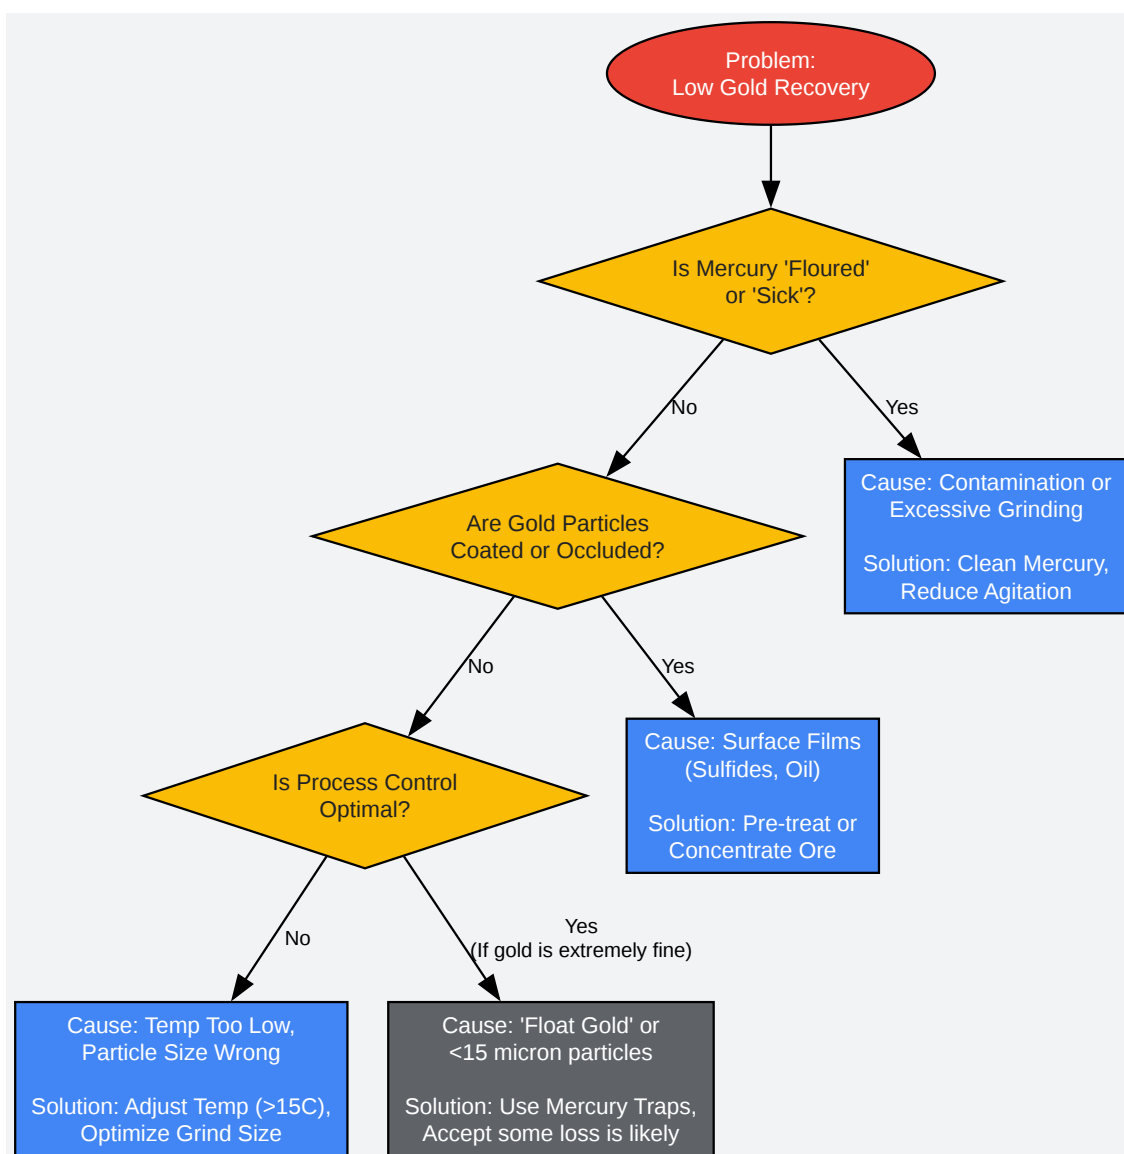 Problem:
Low Gold Recovery
Is Mercury 'Floured'
or 'Sick'?
No
Yes
Cause: Contamination or
Excessive Grinding
Solution: Clean Mercury,
Reduce Agitation
Are Gold Particles
Coated or Occluded?
No
Yes
Cause: Surface Films
(Sulfides, Oil)
Solution: Pre-treat or
Concentrate Ore
Is Process Control
Optimal?
No
Yes
(If gold is extremely fine)
Cause: Temp Too Low,
Particle Size Wrong
Solution: Adjust Temp (>15C),
Optimize Grind Size
Cause: 'Float Gold' or
<15 micron particles
Solution: Use Mercury Traps,
Accept some loss is likely